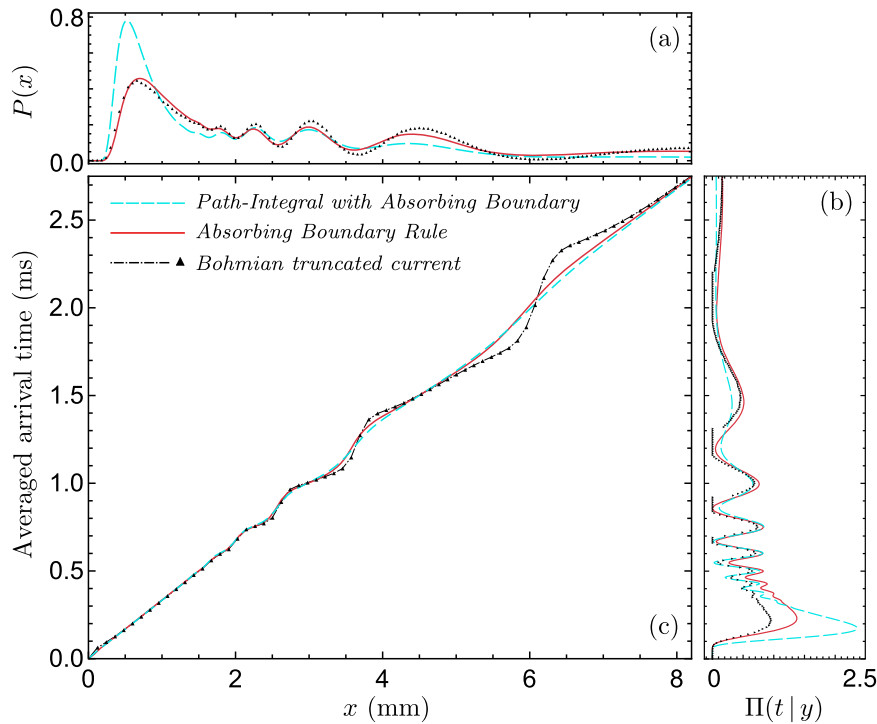 0.8
(a)
P(x)
0.0
Path-Integral with Absorbing Boundary
Absorbing Boundary Rule
Bohmian truncated current
(b)
2.5
2.0
1.5
1.0
0.5
0.0
Averaged arrival time (ms)
(c)
0 2 4 6 8
x (mm)
0 2.5
Π(t | y)